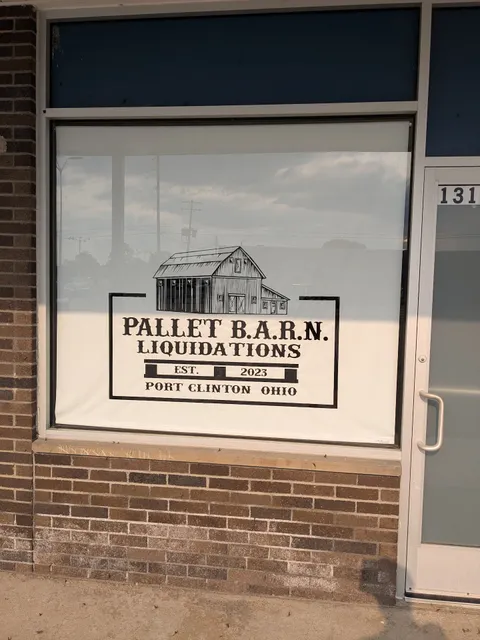 131
PALLET B.A.R.N.
LIQUIDATIONS
EST. 2023
PORT CLINTON OHIO